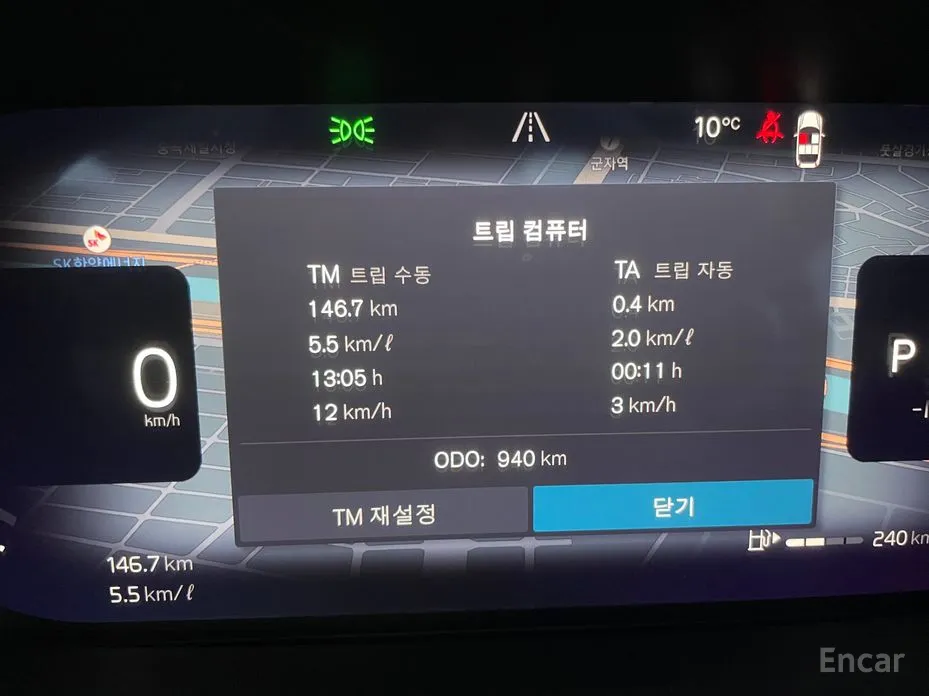 10°C
군자역
트립 컴퓨터
SK
TM 트립 수동
TA 트립 자동
146.7 km
0.4 km
5.5 km/ℓ
2.0 km/ℓ
13:05 h
00:11 h
12 km/h
3 km/h
0
km/h
P
ODO: 940 km
TM 재설정
닫기
240 km
146.7 km
5.5 km/ℓ
Encar